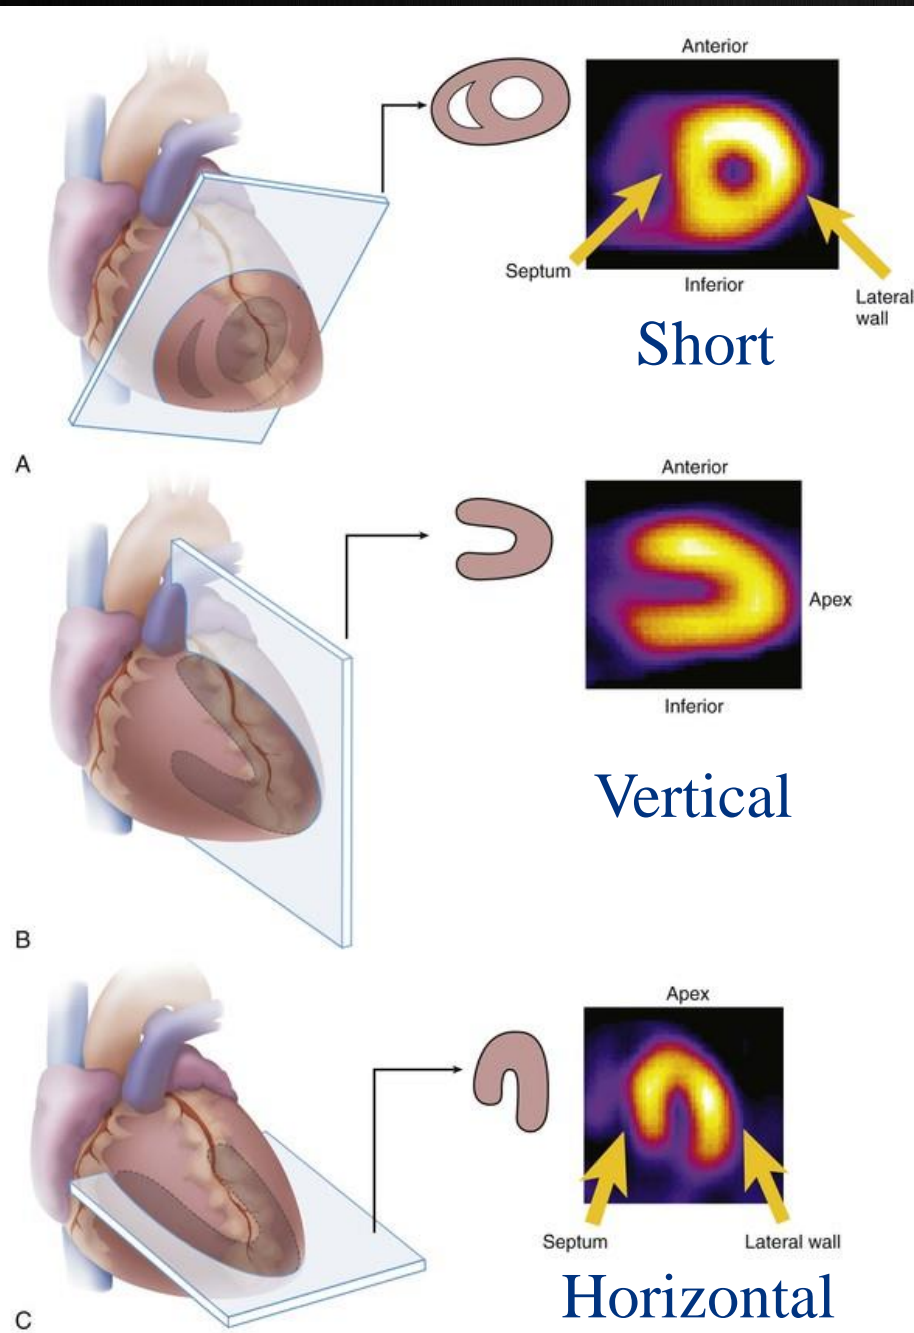 Anterior
Septum
Inferior
Lateral
wall
Short
A
Anterior
Apex
Inferior
Vertical
B
Apex
Septum
Lateral wall
Horizontal
C